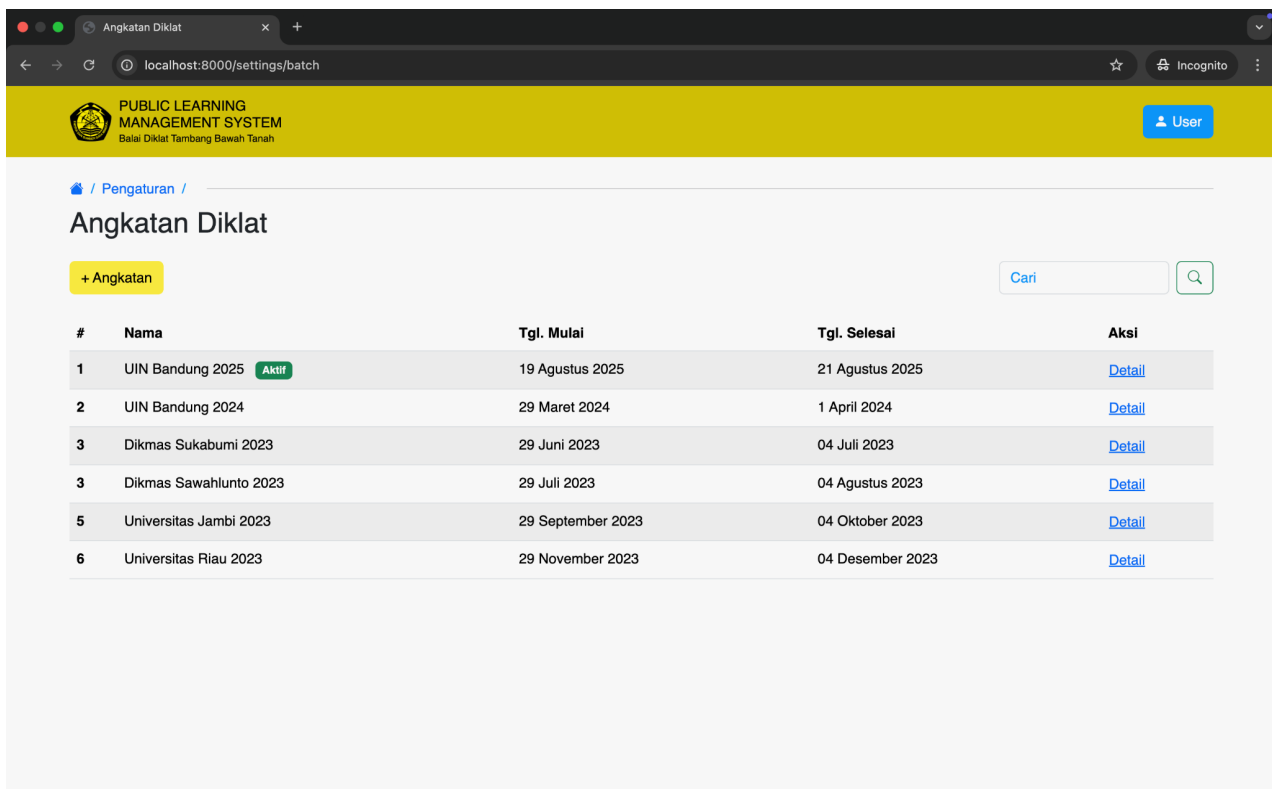 Angkatan Diklat
localhost:8000/settings/batch
Incognito
PUBLIC LEARNING
MANAGEMENT SYSTEM
Balai Diklat Tambang Bawah Tanah
User
/ Pengaturan /
Angkatan Diklat
+ Angkatan
Cari
# Nama Tgl. Mulai Tgl. Selesai Aksi
1 UIN Bandung 2025 Aktif 19 Agustus 2025 21 Agustus 2025 Detail
2 UIN Bandung 2024 29 Maret 2024 1 April 2024 Detail
3 Dikmas Sukabumi 2023 29 Juni 2023 04 Juli 2023 Detail
3 Dikmas Sawahlunto 2023 29 Juli 2023 04 Agustus 2023 Detail
5 Universitas Jambi 2023 29 September 2023 04 Oktober 2023 Detail
6 Universitas Riau 2023 29 November 2023 04 Desember 2023 Detail